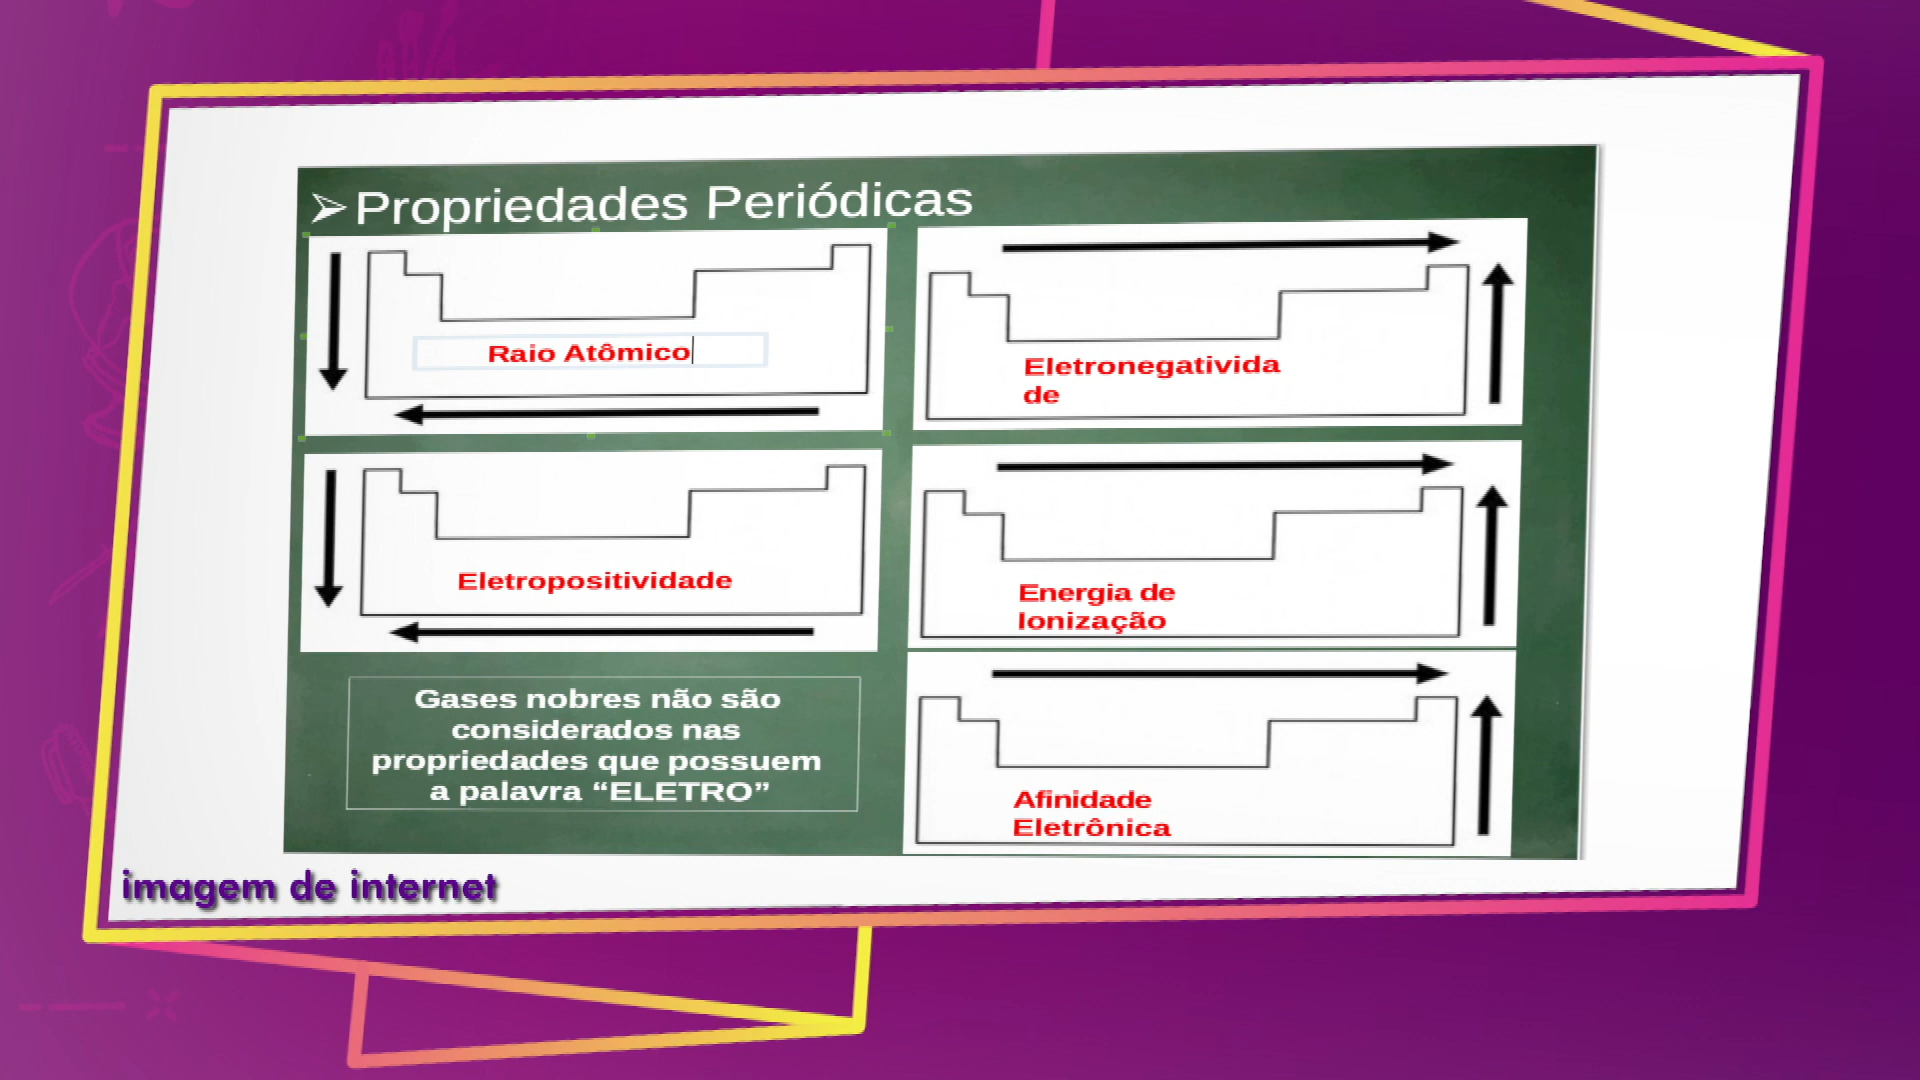 Propriedades Periódicas
Raio Atômico
Eletronegativida
de
Eletropositividade
Energia de
Ionização
Gases nobres não são
considerados nas
propriedades que possuem
a palavra “ELETRO”
Afinidade
Eletrônica
imagem de internet